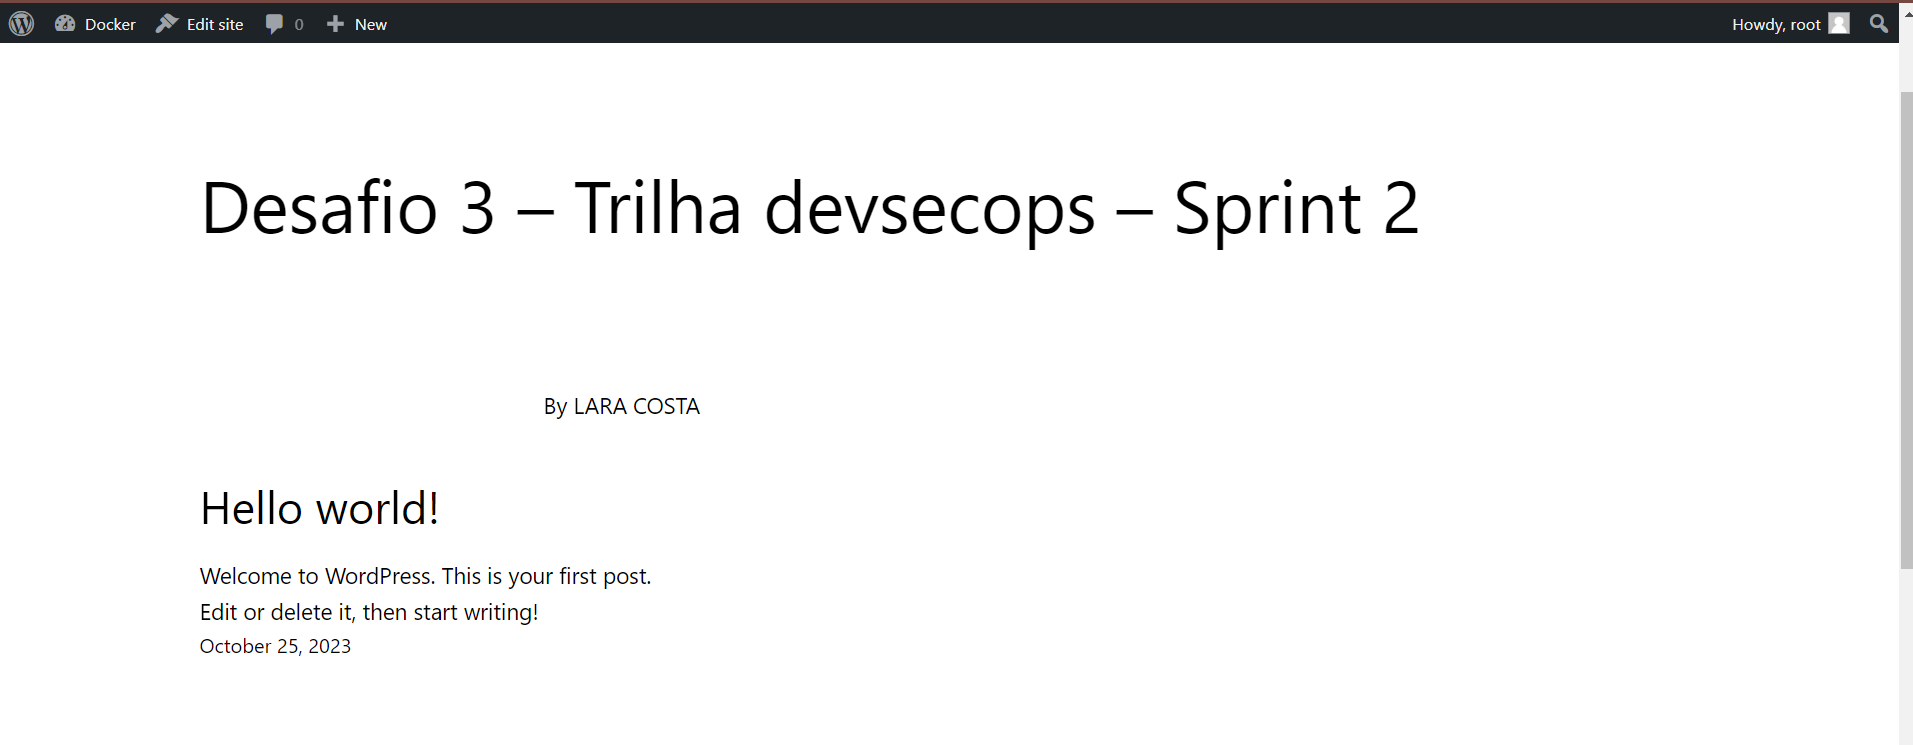 Docker Edit site 0 New Howdy, root
Desafio 3 – Trilha devsecops – Sprint 2
By LARA COSTA
Hello world!
Welcome to WordPress. This is your first post.
Edit or delete it, then start writing!
October 25, 2023